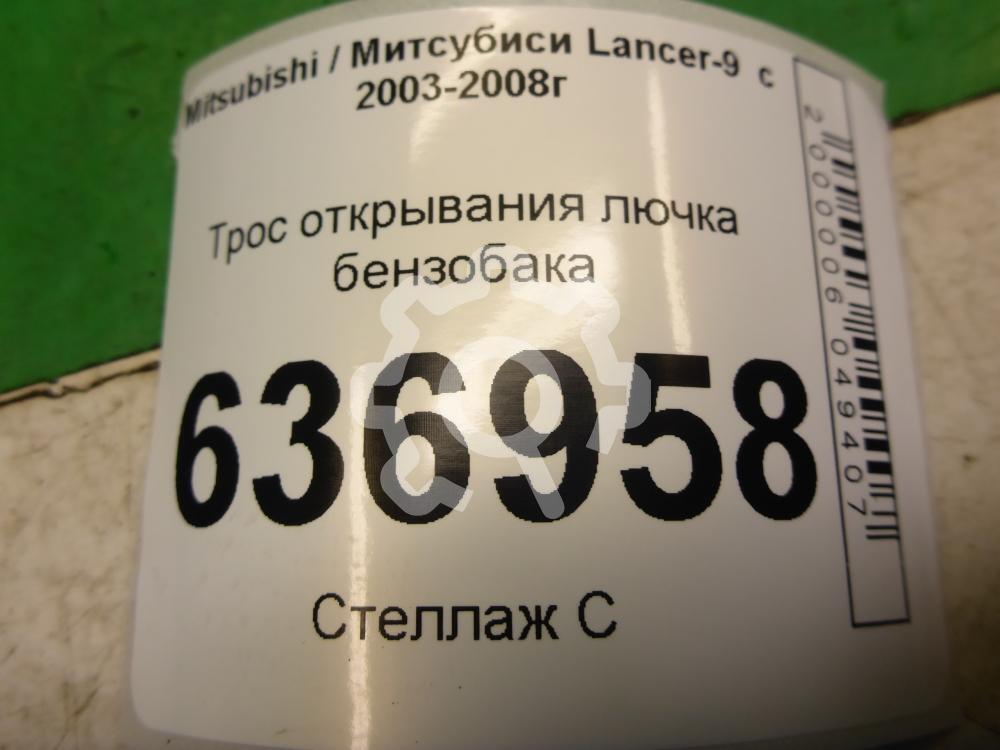 Mitsubishi / Митсубиси Lancer-9 с
2003-2008г
Трос открывания лючка
бензобака
636958
Стеллаж С
2000006049407